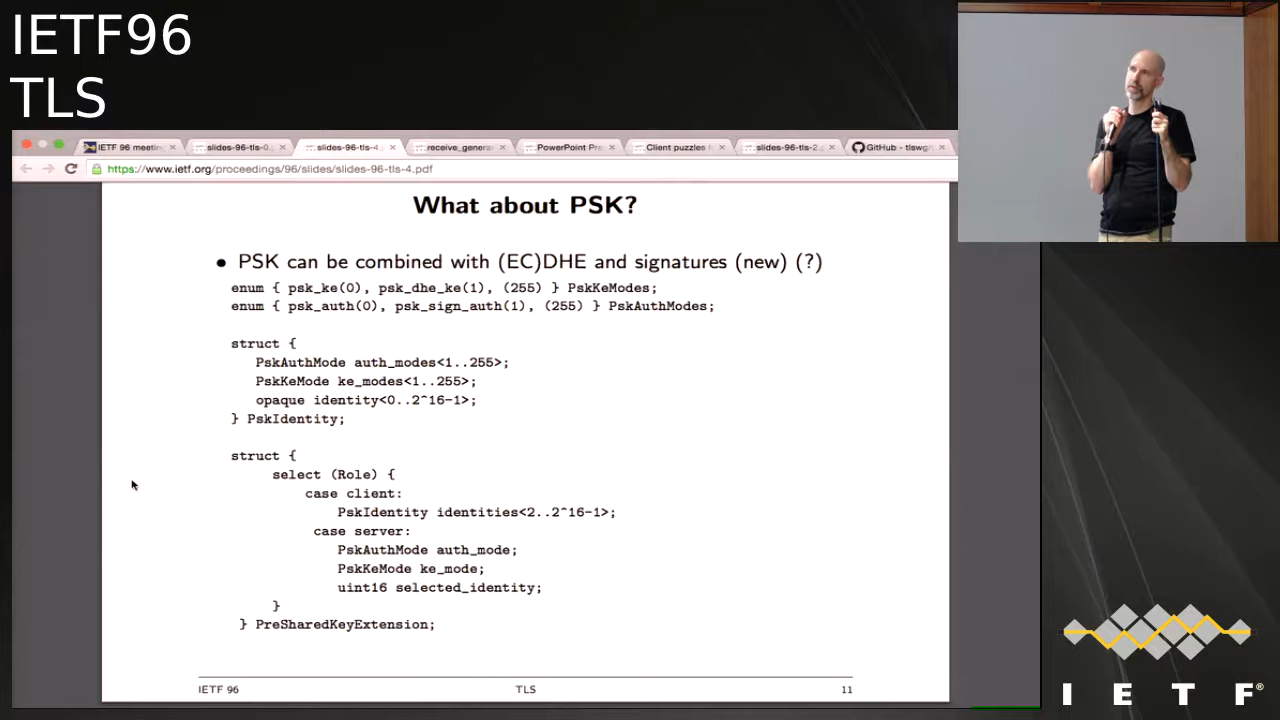 IETF96
TLS
IETF 96 meetin
slides-96-tls-0
slides-96-tls-4
receive_genera
PowerPoint Pre
Client puzzles f
slides-96-tls-2
GitHub - tlswg/
https://www.ietf.org/proceedings/96/slides/slides-96-tls-4.pdf
What about PSK?
• PSK can be combined with (EC)DHE and signatures (new) (?)
enum { psk_ke(0), psk_dhe_ke(1), (255) } PskKeModes;
enum { psk_auth(0), psk_sign_auth(1), (255) } PskAuthModes;
struct {
PskAuthMode auth_modes<1..255>;
PskKeMode ke_modes<1..255>;
opaque identity<0..2^16-1>;
} PskIdentity;
struct {
select (Role) {
case client:
PskIdentity identities<2..2^16-1>;
case server:
PskAuthMode auth_mode;
PskKeMode ke_mode;
uint16 selected_identity;
}
} PreSharedKeyExtension;
IETF 96 TLS 11
I E T F ®